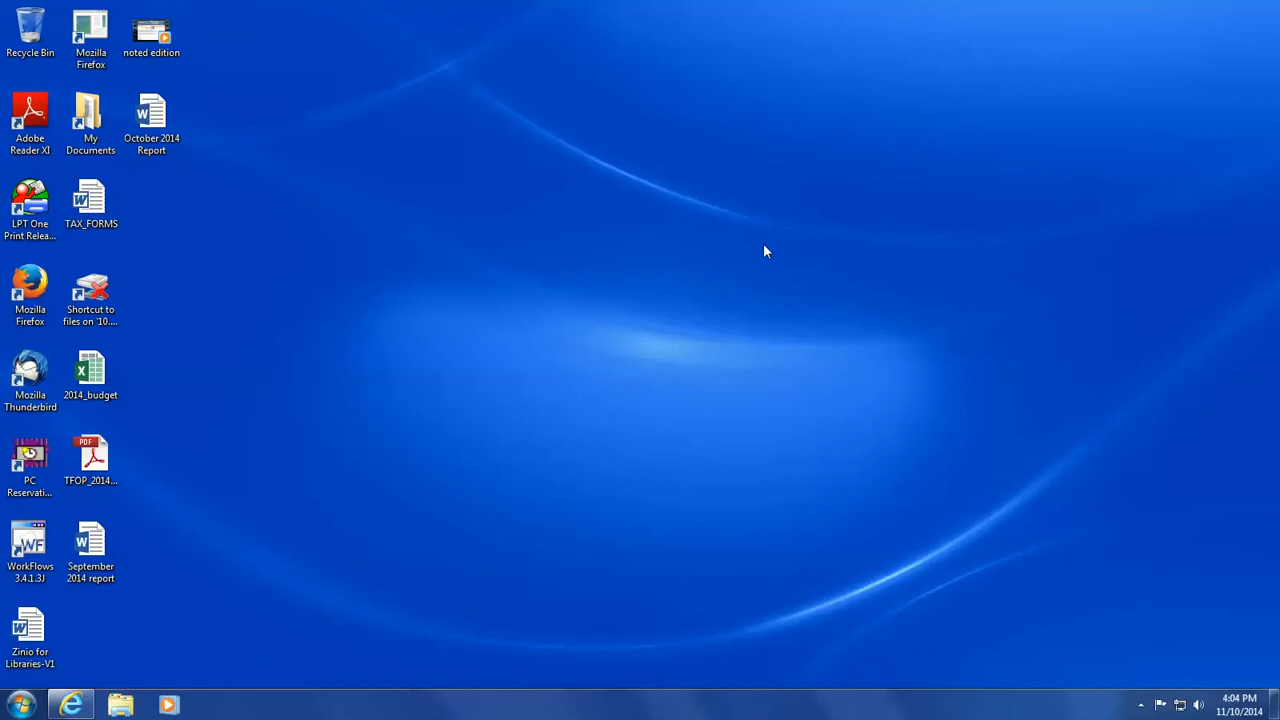 Recycle Bin
Mozilla
Firefox
noted edition
Adobe
Reader XI
My
Documents
October 2014
Report
LPT One
Print Relea...
TAX_FORMS
Mozilla
Firefox
Shortcut to
files on '10....
Mozilla
Thunderbird
2014_budget
PC
Reservati...
PDF
TFOP_2014...
WF
WorkFlows
3.4.1.3J
September
2014 report
Zinio for
Libraries-V1
4:04 PM
11/10/2014